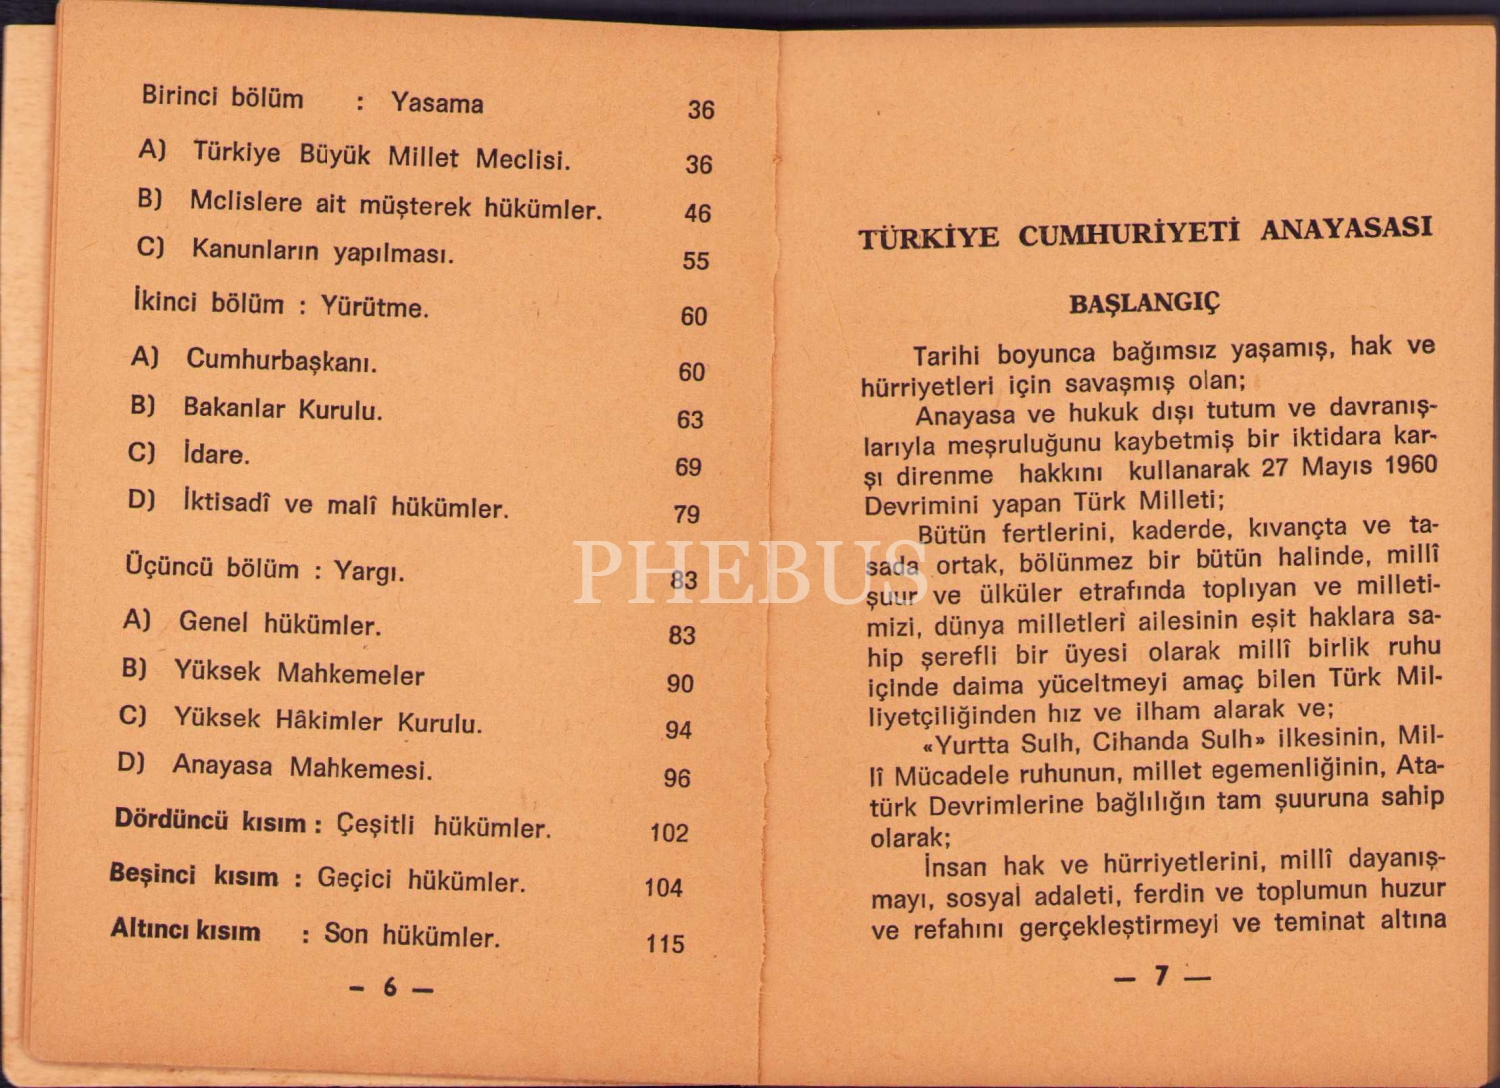 Birinci bölüm : Yasama 36
A) Türkiye Büyük Millet Meclisi. 36
B) Mclislere ait müşterek hükümler. 46
C) Kanunların yapılması. 55
İkinci bölüm : Yürütme. 60
A) Cumhurbaşkanı. 60
B) Bakanlar Kurulu. 63
C) İdare. 69
D) İktisadî ve malî hükümler. 79
Üçüncü bölüm : Yargı. 83
A) Genel hükümler. 83
B) Yüksek Mahkemeler 90
C) Yüksek Hâkimler Kurulu. 94
D) Anayasa Mahkemesi. 96
Dördüncü kısım : Çeşitli hükümler. 102
Beşinci kısım : Geçici hükümler. 104
Altıncı kısım : Son hükümler. 115
— 6 —
TÜRKİYE CUMHURİYETİ ANAYASASI
BAŞLANGIÇ
Tarihi boyunca bağımsız yaşamış, hak ve
hürriyetleri için savaşmış olan;
Anayasa ve hukuk dışı tutum ve davranış-
larıyla meşruluğunu kaybetmiş bir iktidara kar-
şı direnme hakkını kullanarak 27 Mayıs 1960
Devrimini yapan Türk Milleti;
Bütün fertlerini, kaderde, kıvançta ve ta-
sada ortak, bölünmez bir bütün halinde, millî
şuur ve ülküler etrafında toplıyan ve milleti-
mizi, dünya milletleri ailesinin eşit haklara sa-
hip şerefli bir üyesi olarak millî birlik ruhu
içinde daima yüceltmeyi amaç bilen Türk Mil-
liyetçiliğinden hız ve ilham alarak ve;
«Yurtta Sulh, Cihanda Sulh» ilkesinin, Mil-
lî Mücadele ruhunun, millet egemenliğinin, Ata-
türk Devrimlerine bağlılığın tam şuuruna sahip
olarak;
İnsan hak ve hürriyetlerini, millî dayanış-
mayı, sosyal adaleti, ferdin ve toplumun huzur
ve refahını gerçekleştirmeyi ve teminat altına
— 7 —
PHEBUS